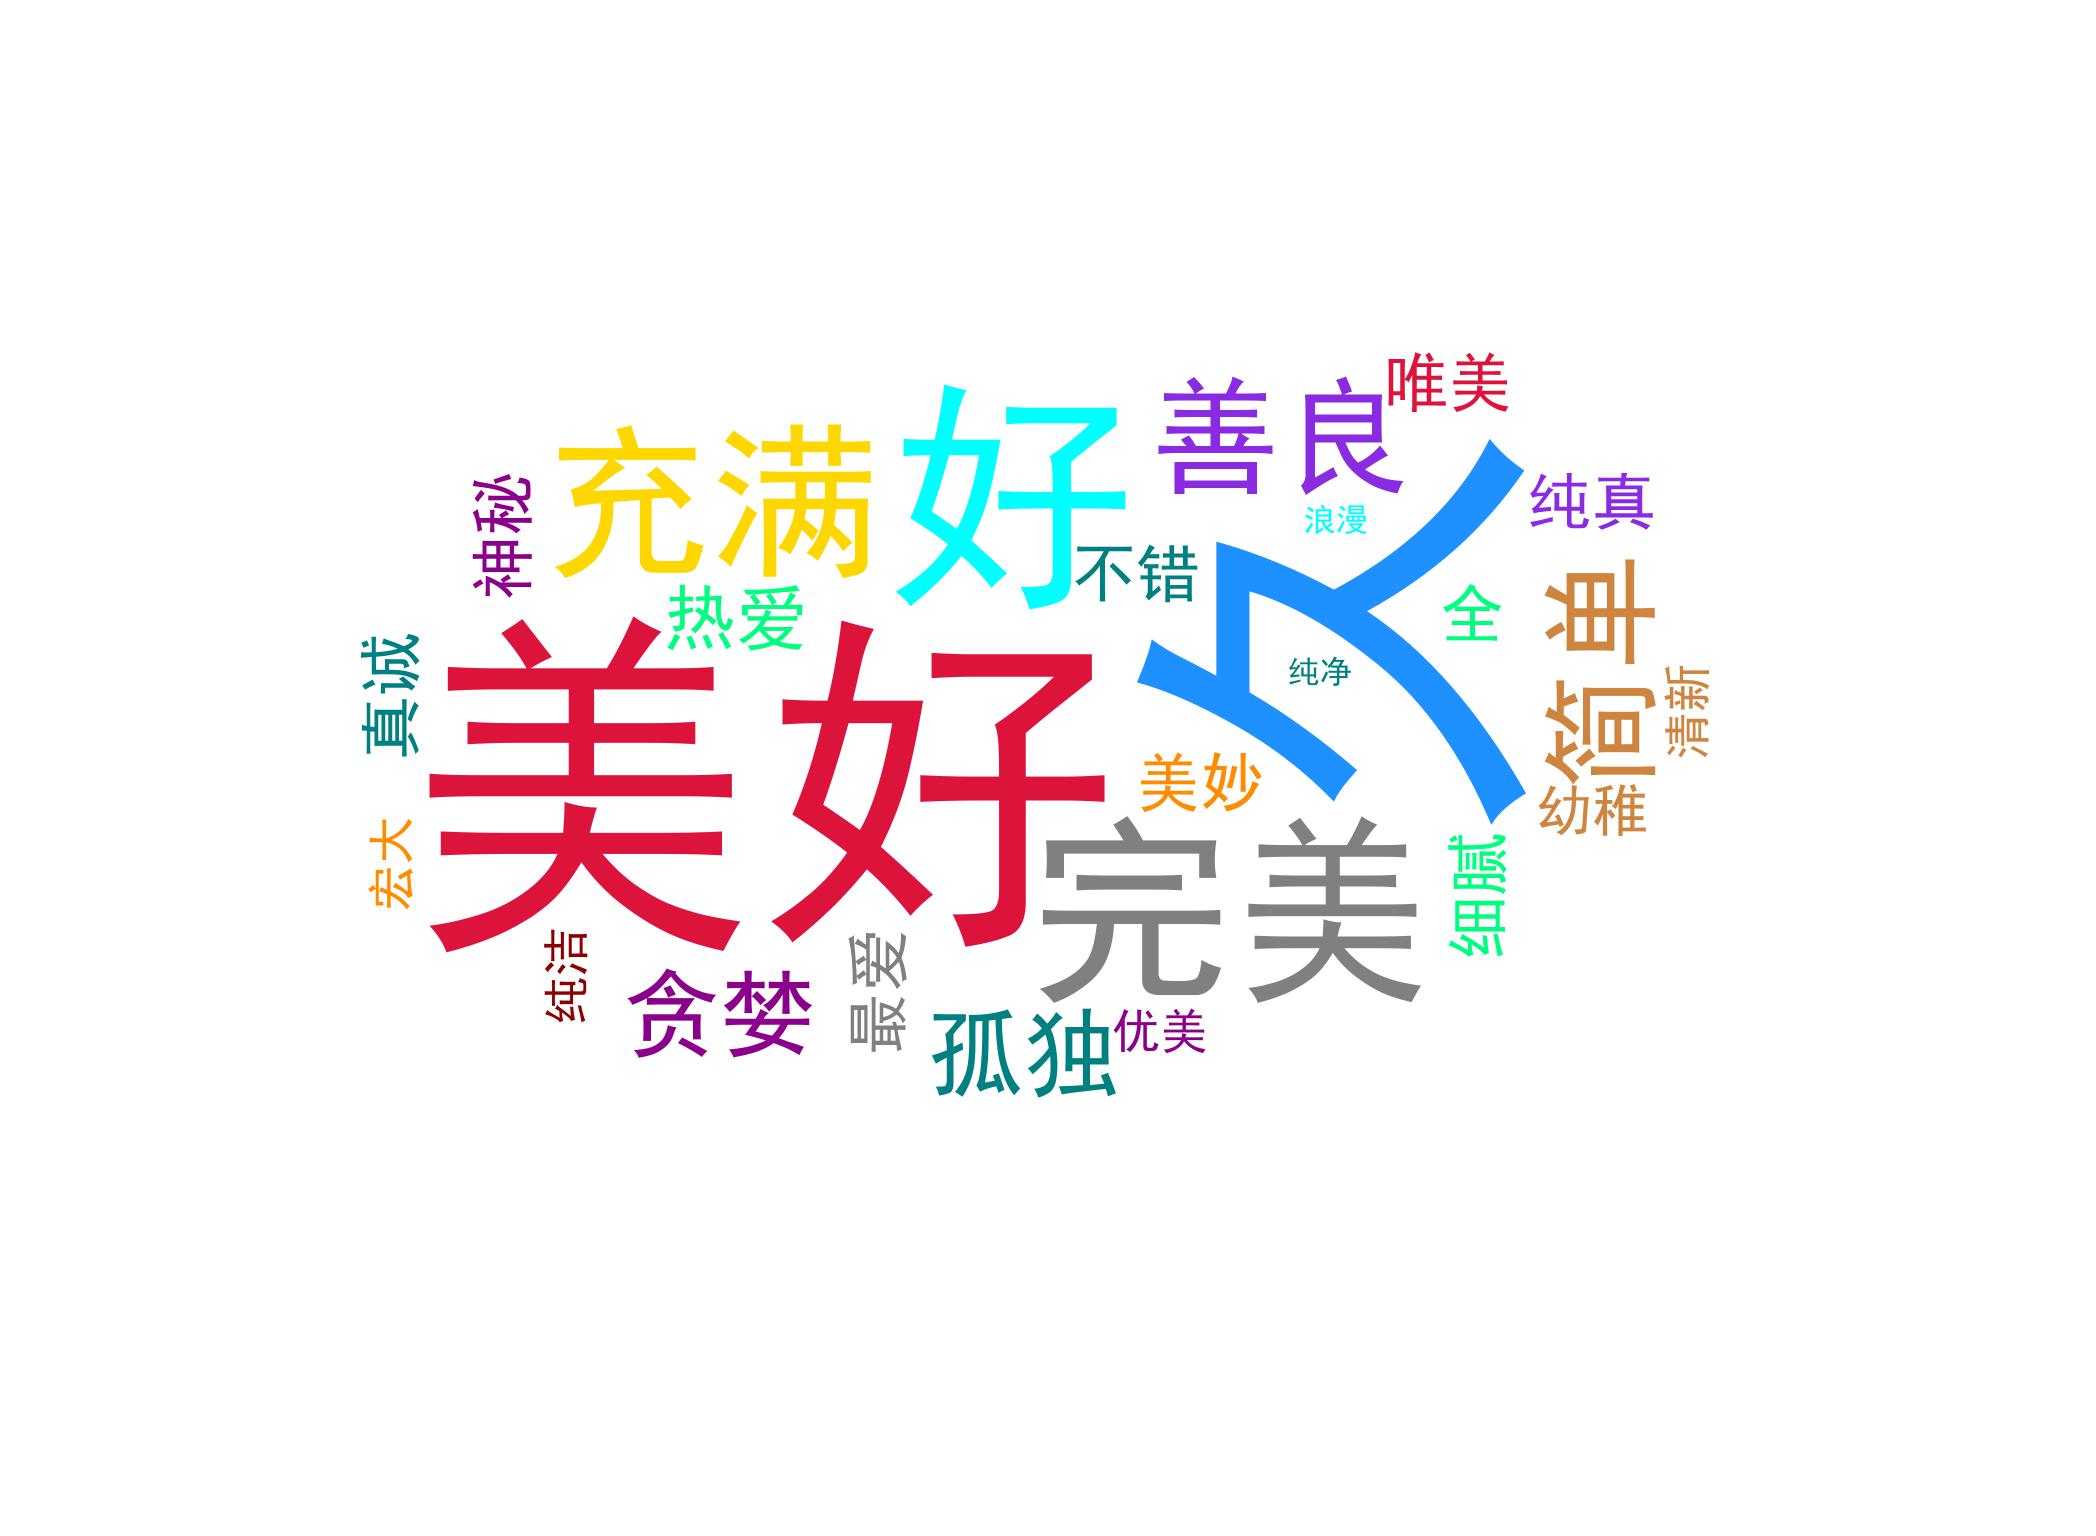 唯美
善良
好
充满
纯真
神秘
浪漫
不错
久
热爱
全
简单
真诚
美好
纯净
清新
美妙
幼稚
宏大
完美
细腻
纯洁
最爱
贪婪
孤独
优美